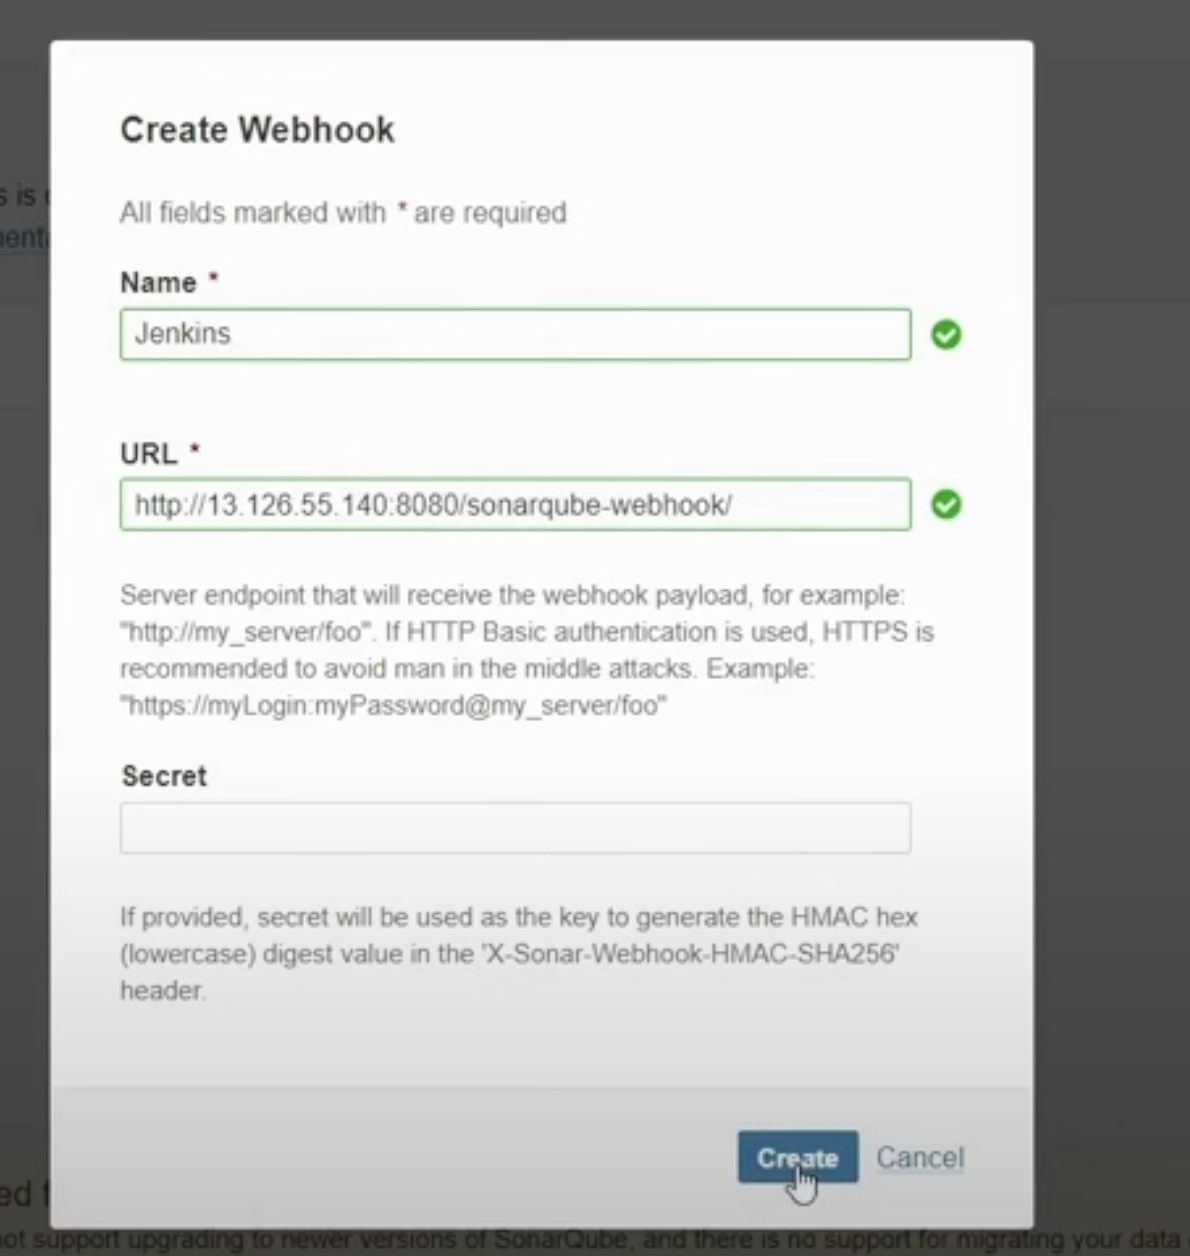 Create Webhook
All fields marked with * are required
Name *
Jenkins
URL *
http://13.126.55.140:8080/sonarqube-webhook/
Server endpoint that will receive the webhook payload, for example:
"http://my_server/foo". If HTTP Basic authentication is used, HTTPS is
recommended to avoid man in the middle attacks. Example:
"https://myLogin:myPassword@my_server/foo"
Secret
If provided, secret will be used as the key to generate the HMAC hex
(lowercase) digest value in the 'X-Sonar-Webhook-HMAC-SHA256'
header.
Create Cancel
not support upgrading to newer versions of SonarQube, and there is no support for migrating your data